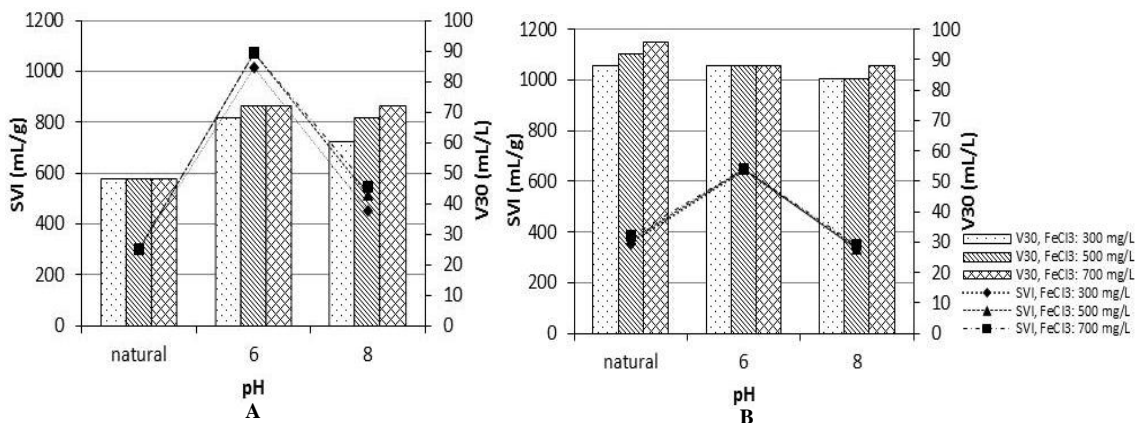 1200
1000
800
600
400
200
0
SVI (mL/g)
100
90
80
70
60
50
40
30
20
10
0
V30 (mL/L)
natural 6 8
pH
A
1200
1000
800
600
400
200
0
SVI (mL/g)
100
90
80
70
60
50
40
30
20
10
0
V30 (mL/L)
natural 6 8
pH
B
V30, FeCl3: 300 mg/L
V30, FeCl3: 500 mg/L
V30, FeCl3: 700 mg/L
SVI, FeCl3: 300 mg/L
SVI, FeCl3: 500 mg/L
SVI, FeCl3: 700 mg/L